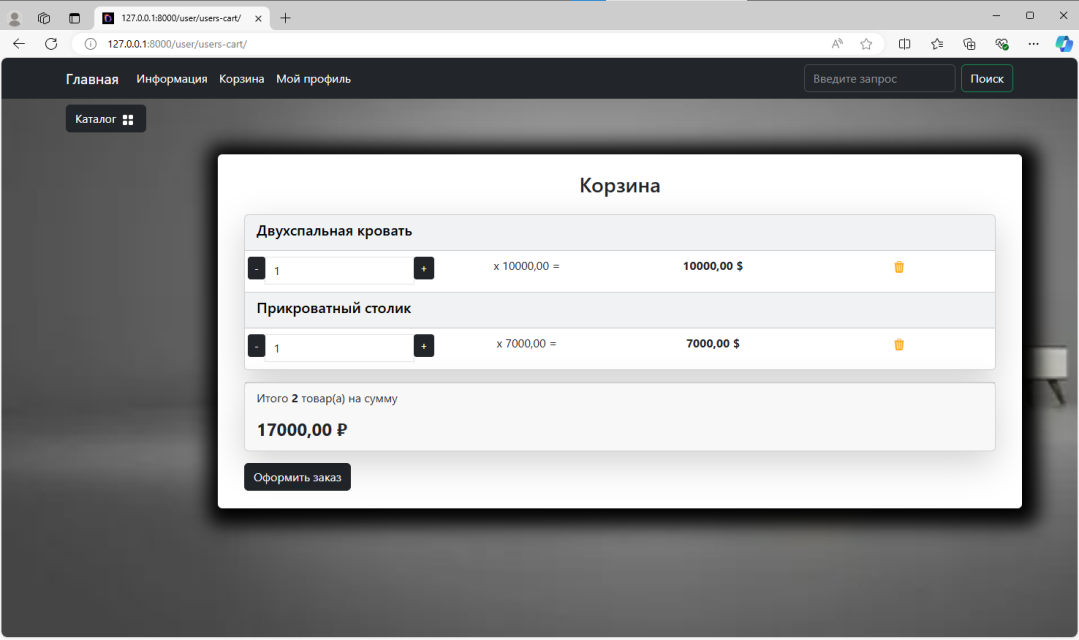 127.0.0.1:8000/user/users-cart/
127.0.0.1:8000/user/users-cart/
Главная Информация Корзина Мой профиль Введите запрос Поиск
Каталог
Корзина
Двухспальная кровать
- 1 + x 10000,00 = 10000,00 $
Прикроватный столик
- 1 + x 7000,00 = 7000,00 $
Итого 2 товар(а) на сумму
17000,00 ₽
Оформить заказ